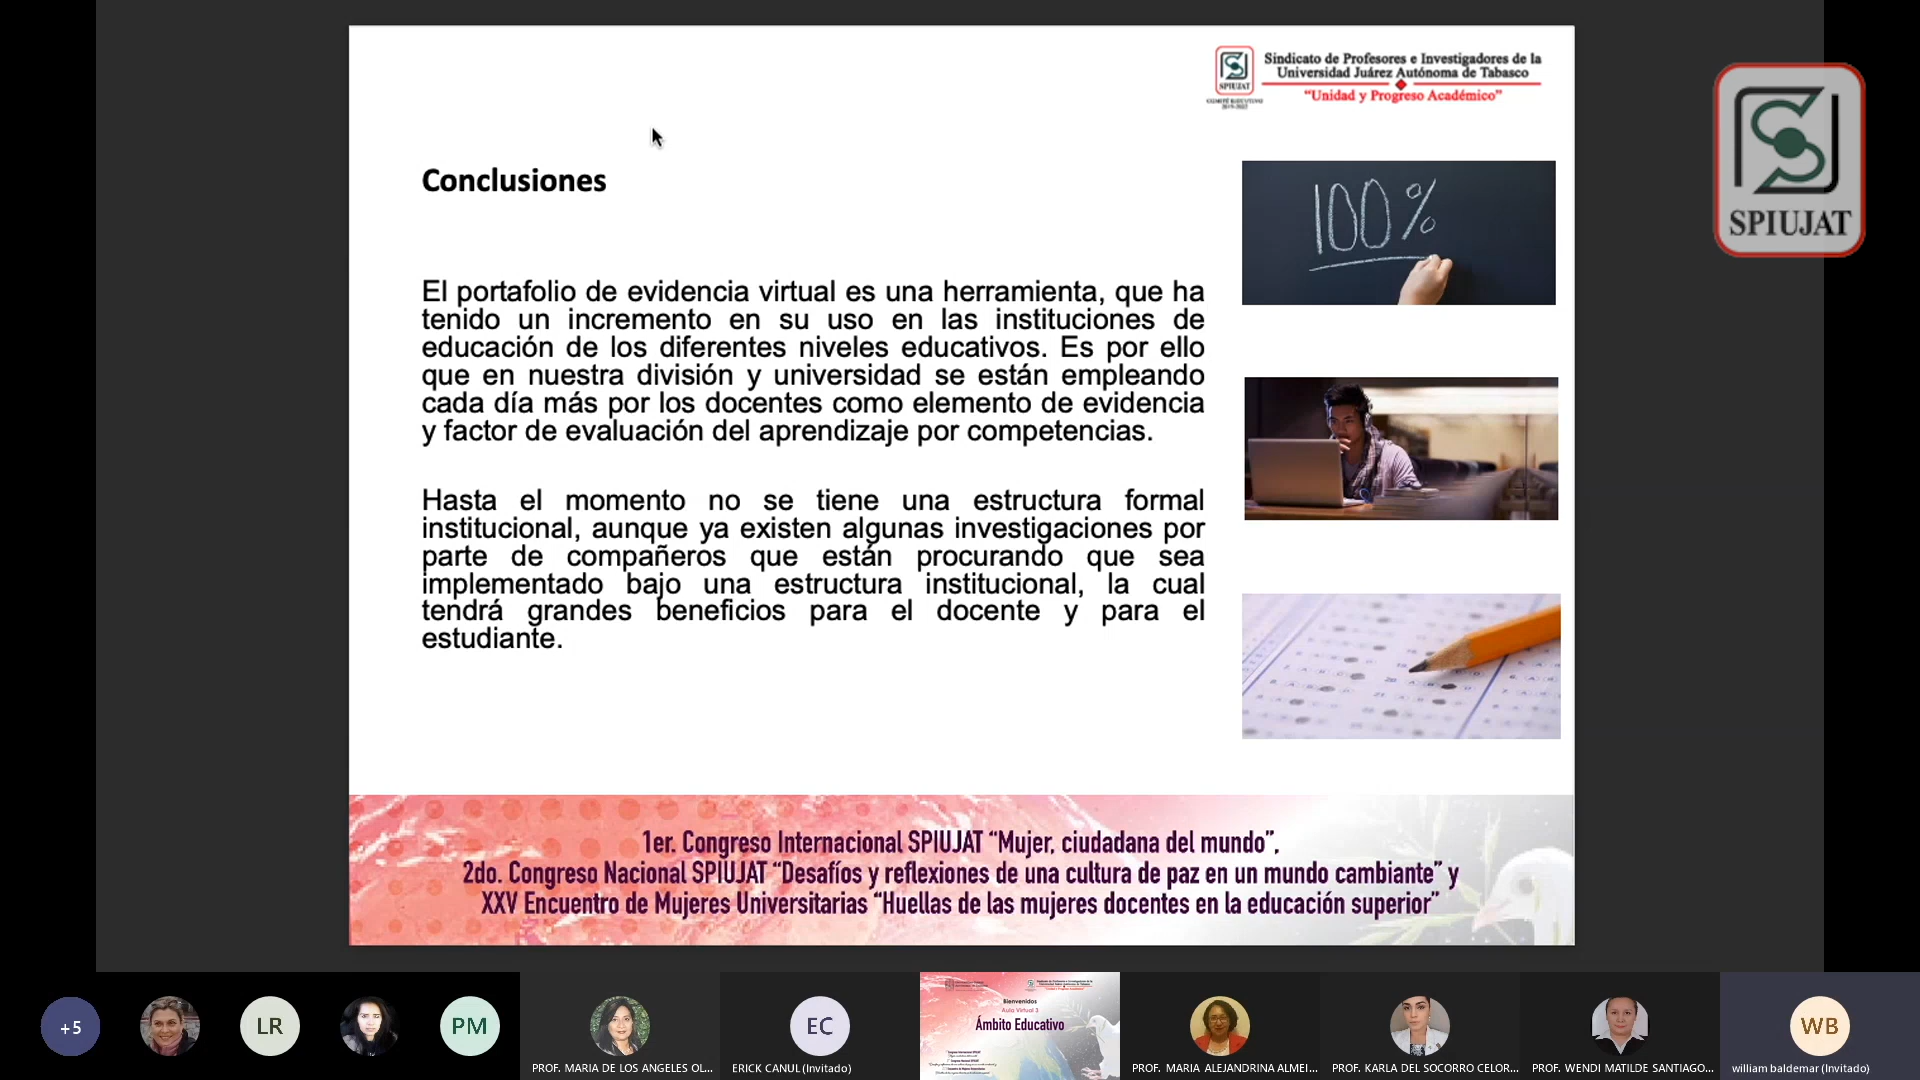 Sindicato de Profesores e Investigadores de la
Universidad Juárez Autónoma de Tabasco
“Unidad y Progreso Académico”
SPIUJAT
COMITÉ EJECUTIVO
2019-2022
SPIUJAT
Conclusiones
100%
El portafolio de evidencia virtual es una herramienta, que ha
tenido un incremento en su uso en las instituciones de
educación de los diferentes niveles educativos. Es por ello
que en nuestra división y universidad se están empleando
cada día más por los docentes como elemento de evidencia
y factor de evaluación del aprendizaje por competencias.
Hasta el momento no se tiene una estructura formal
institucional, aunque ya existen algunas investigaciones por
parte de compañeros que están procurando que sea
implementado bajo una estructura institucional, la cual
tendrá grandes beneficios para el docente y para el
estudiante.
1er. Congreso Internacional SPIUJAT “Mujer, ciudadana del mundo”,
2do. Congreso Nacional SPIUJAT “Desafíos y reflexiones de una cultura de paz en un mundo cambiante” y
XXV Encuentro de Mujeres Universitarias “Huellas de las mujeres docentes en la educación superior”
+5
LR
PM
EC
Bienvenidos
Aula Virtual 3
Ámbito Educativo
WB
PROF. MARIA DE LOS ANGELES OL...
ERICK CANUL (Invitado)
PROF. MARIA ALEJANDRINA ALMEI...
PROF. KARLA DEL SOCORRO CELOR...
PROF. WENDI MATILDE SANTIAGO...
william baldemar (Invitado)